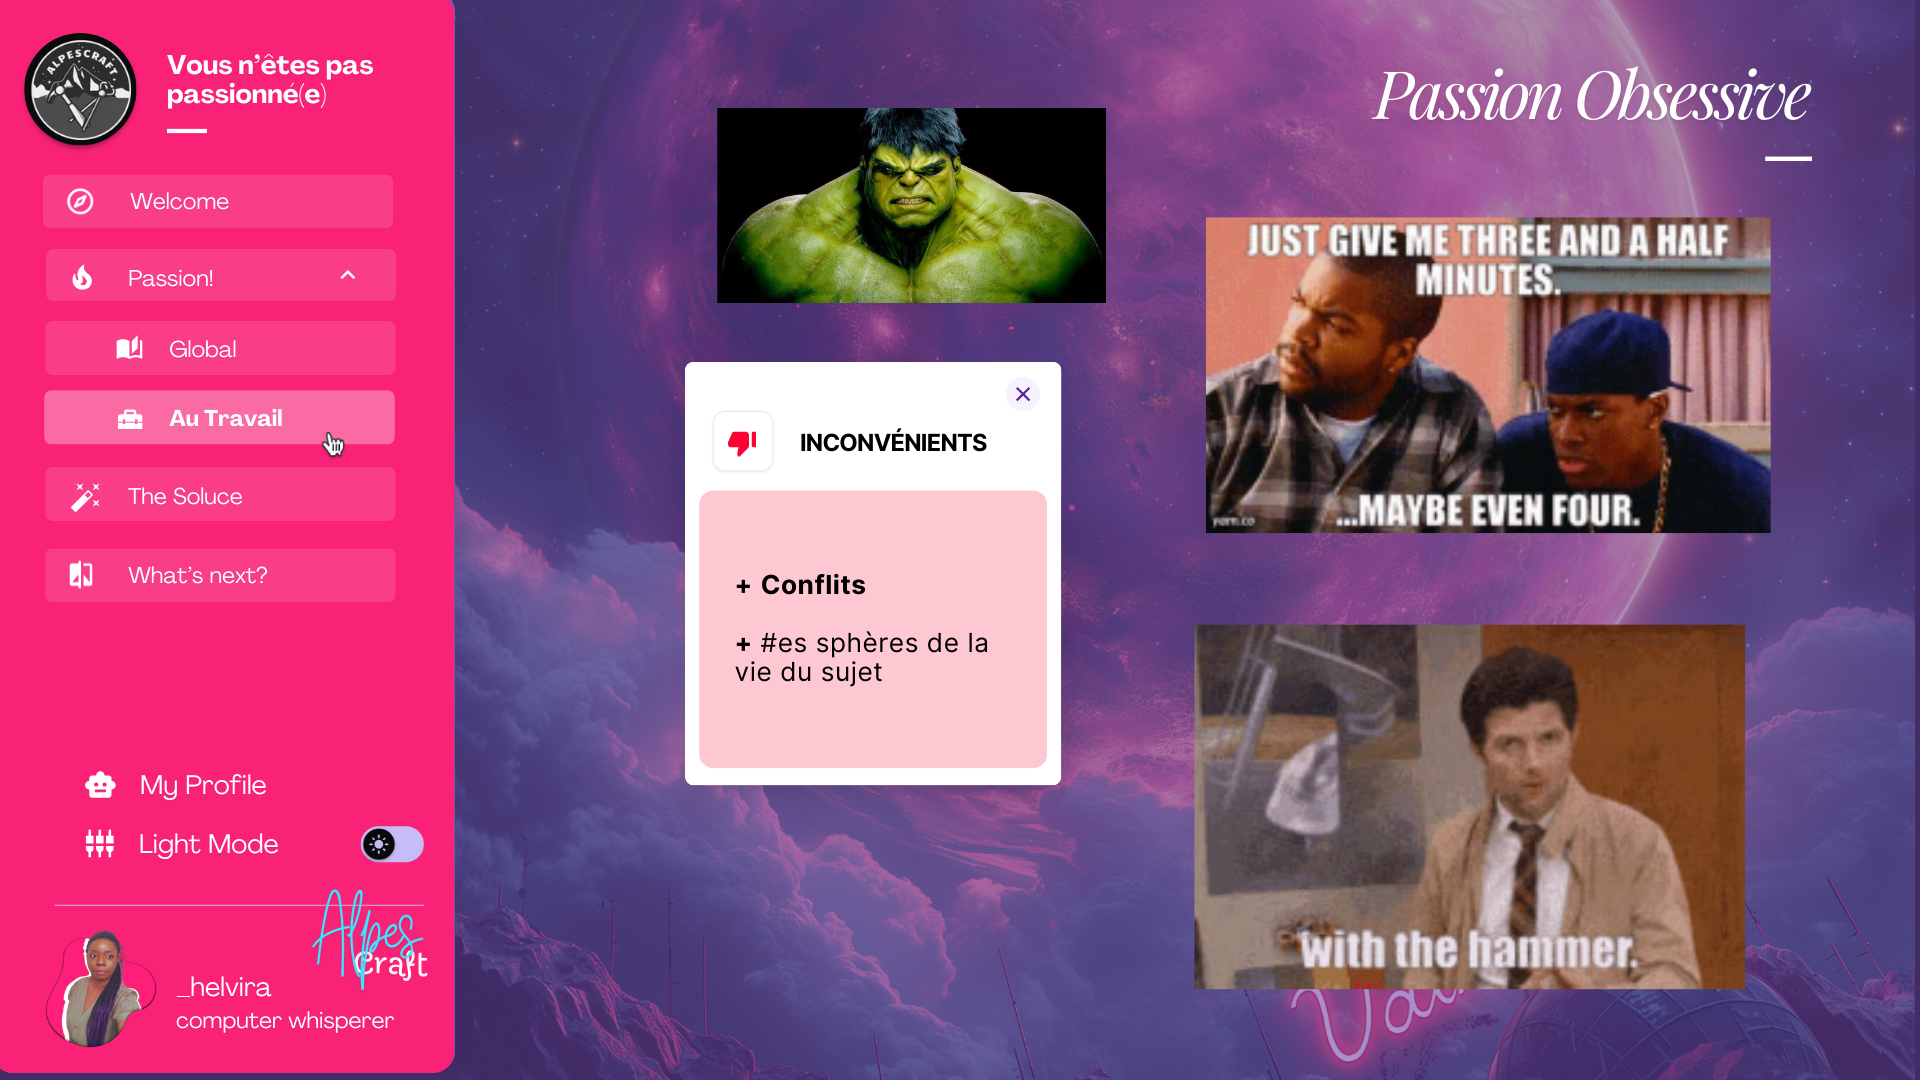 ALPESCRAFT
Vous n'êtes pas
passionné(e)
Welcome
Passion!
Global
Au Travail
The Soluce
What's next?
My Profile
Light Mode
Alpes
Craft
_helvira
computer whisperer
Passion Obsessive
INCONVÉNIENTS
+ Conflits
+ #es sphères de la
vie du sujet
JUST GIVE ME THREE AND A HALF
MINUTES.
...MAYBE EVEN FOUR.
yarn.co
with the hammer.